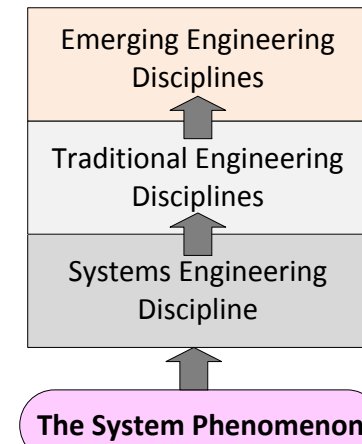 Emerging Engineering
Disciplines
Traditional Engineering
Disciplines
Systems Engineering
Discipline
The System Phenomenon